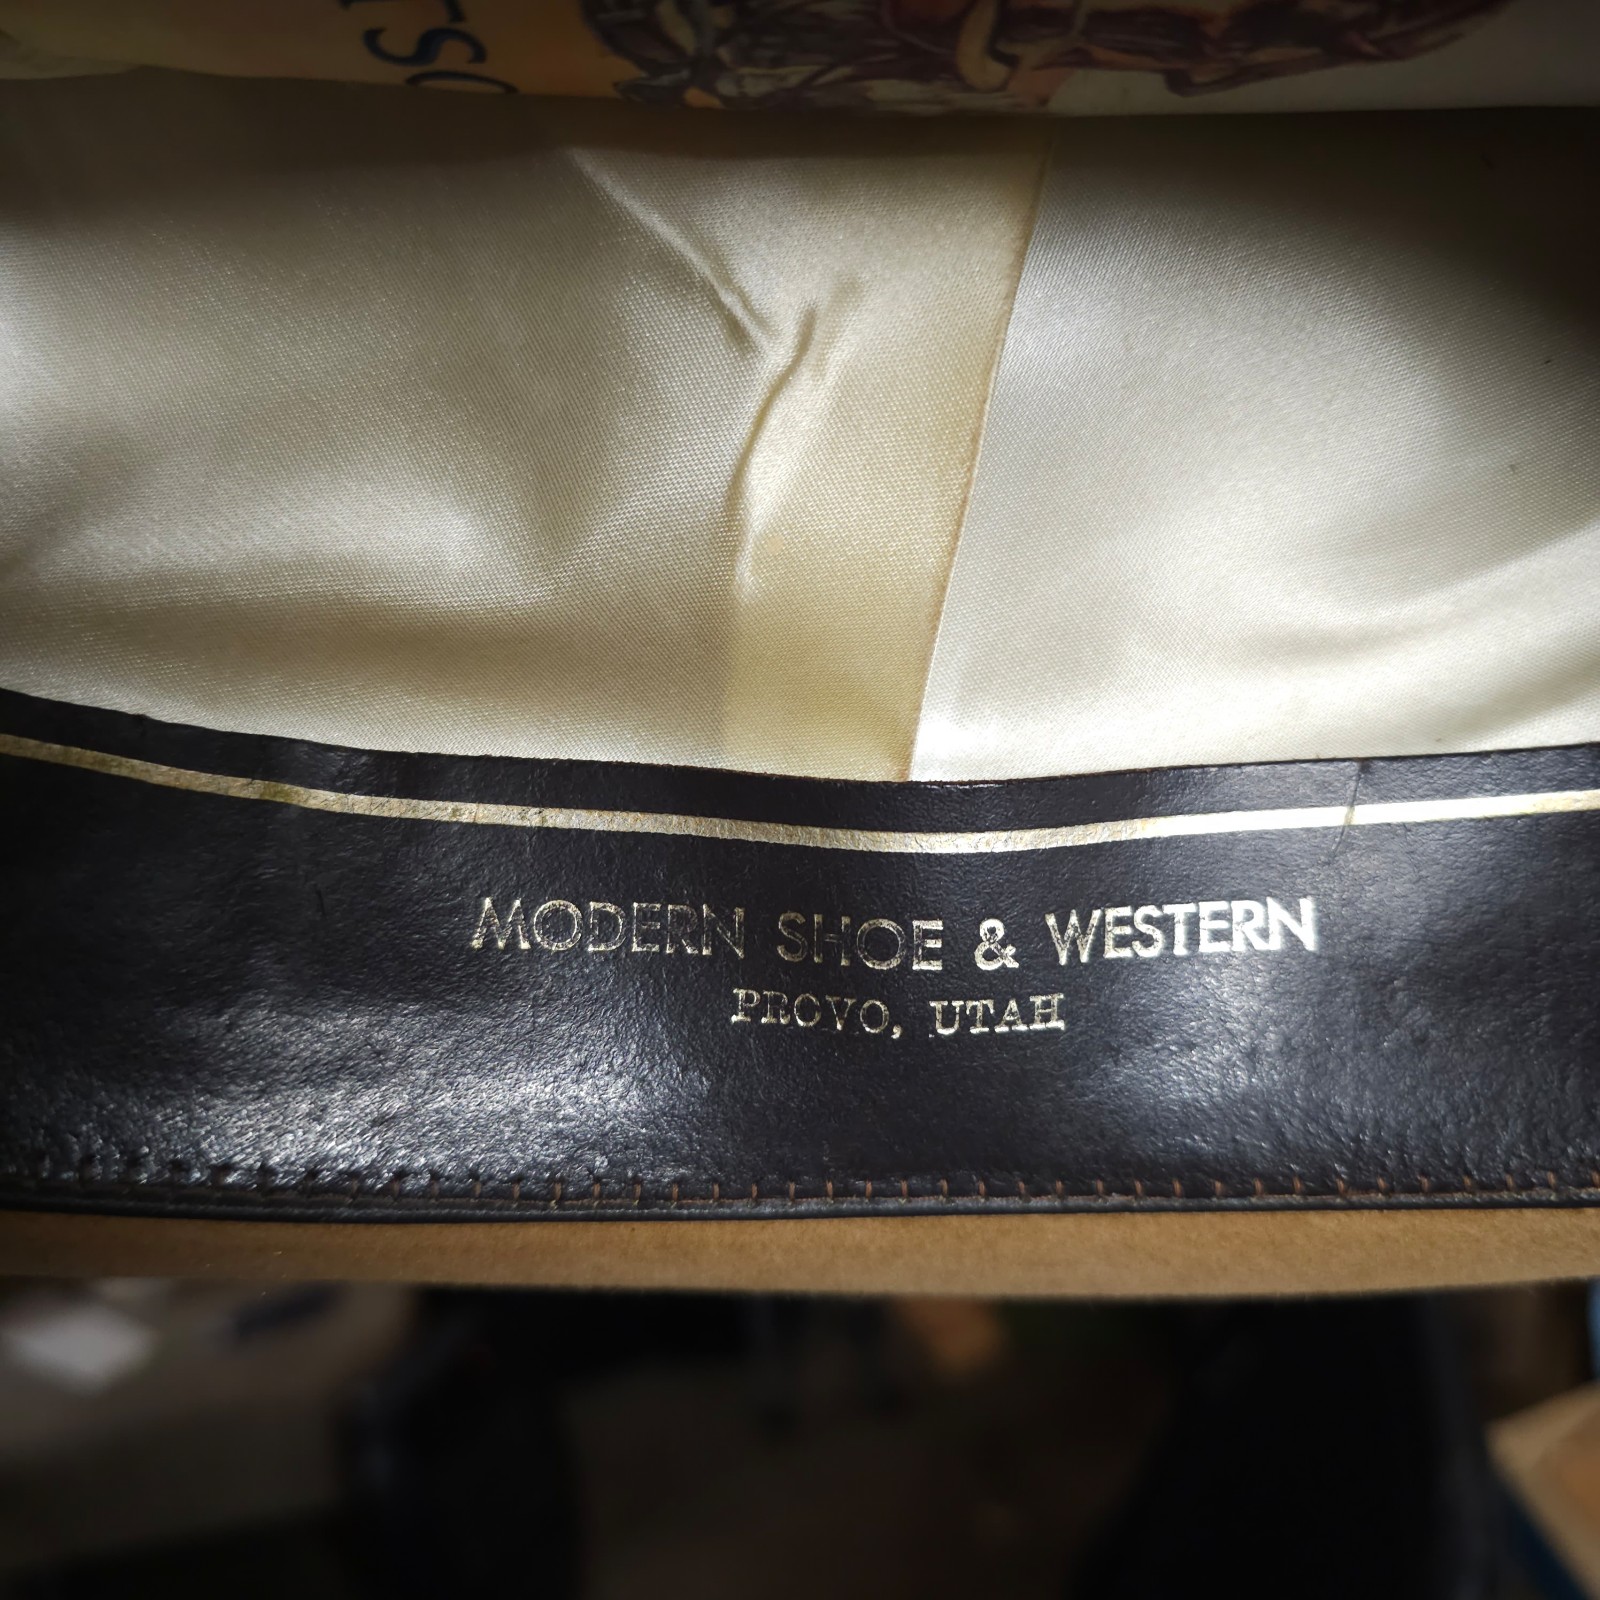 MODERN SHOE & WESTERN
PROVO, UTAH